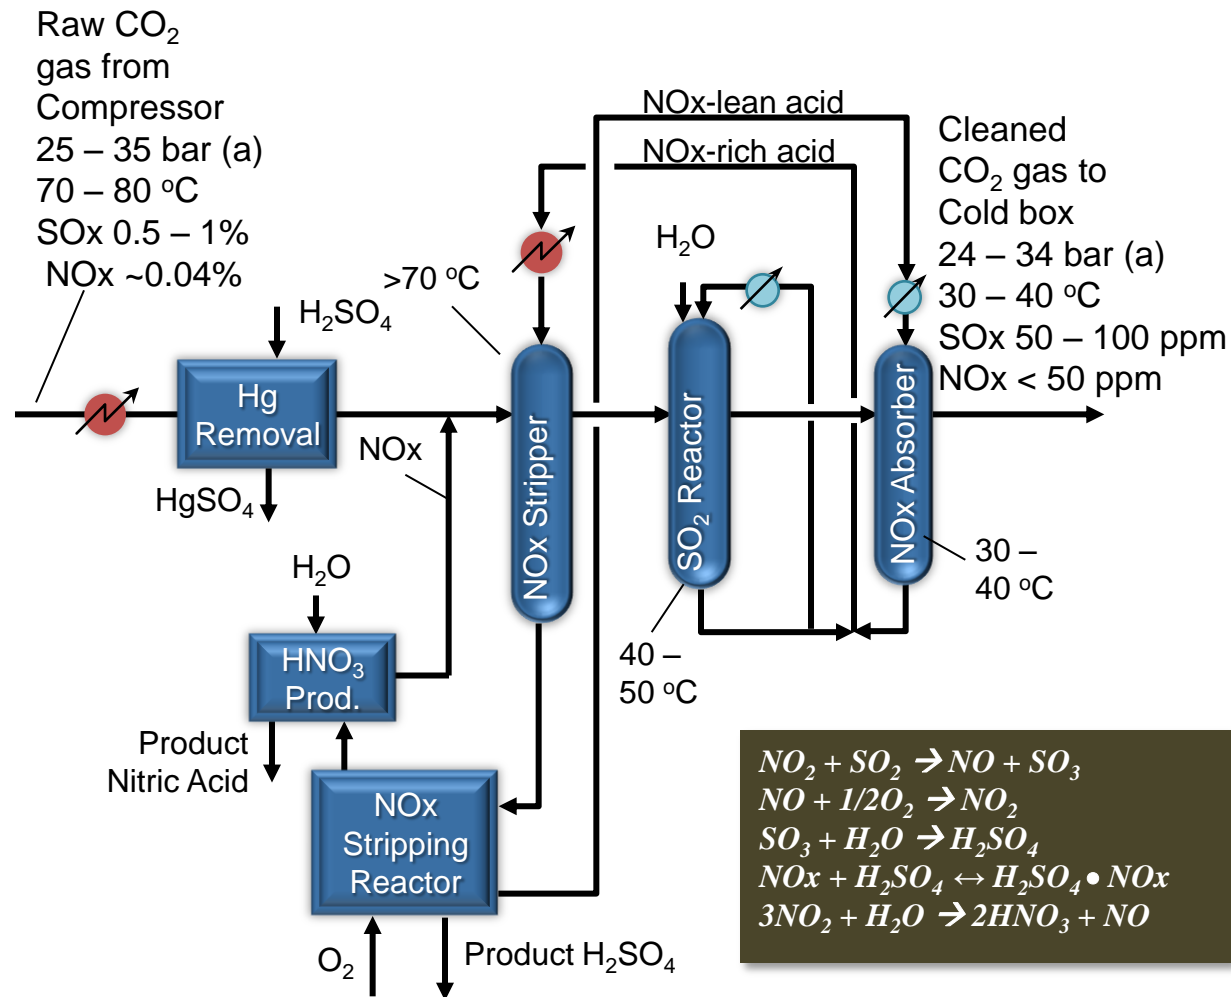 Raw CO₂
gas from
Compressor
25 – 35 bar (a)
70 – 80 ᵒC
SOx 0.5 – 1%
NOx ~0.04%
H₂SO₄
Hg
Removal
HgSO₄
NOx
>70 ᵒC
NOx Stripper
NOx-lean acid
NOx-rich acid
H₂O
SO₂ Reactor
40 –
50 ᵒC
NOx Absorber
30 –
40 ᵒC
Cleaned
CO₂ gas to
Cold box
24 – 34 bar (a)
30 – 40 ᵒC
SOx 50 – 100 ppm
NOx < 50 ppm
H₂O
HNO₃
Prod.
Product
Nitric Acid
NOx
Stripping
Reactor
O₂
Product H₂SO₄
NO₂ + SO₂ → NO + SO₃
NO + 1/2O₂ → NO₂
SO₃ + H₂O → H₂SO₄
NOx + H₂SO₄ ↔ H₂SO₄ • NOx
3NO₂ + H₂O → 2HNO₃ + NO